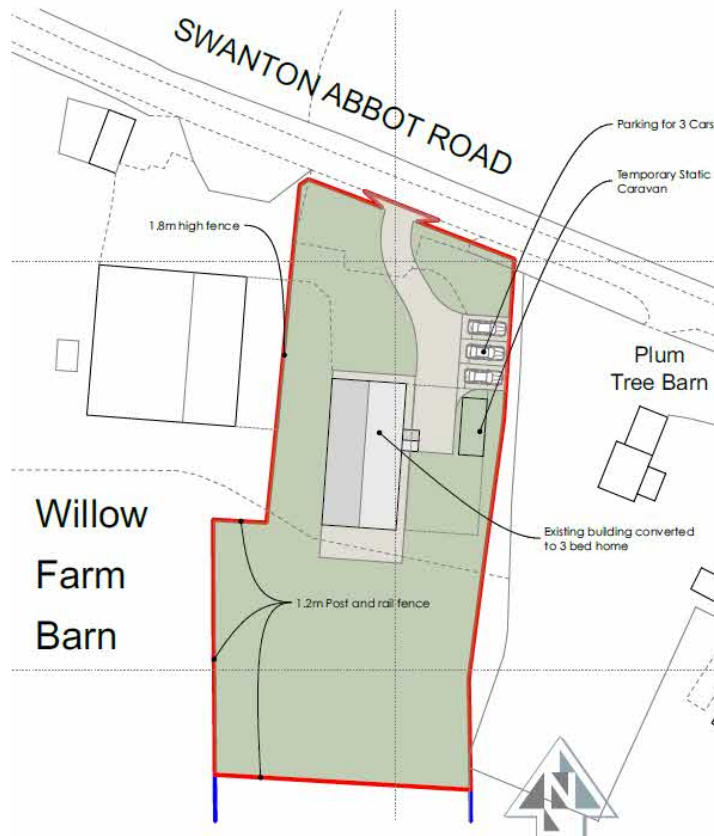 SWANTON ABBOT ROAD
Parking for 3 Cars
Temporary Static
Caravan
1.8m high fence
Plum
Tree Barn
Existing building converted
to 3 bed home
Willow
Farm
Barn
1.2m Post and rail fence
N